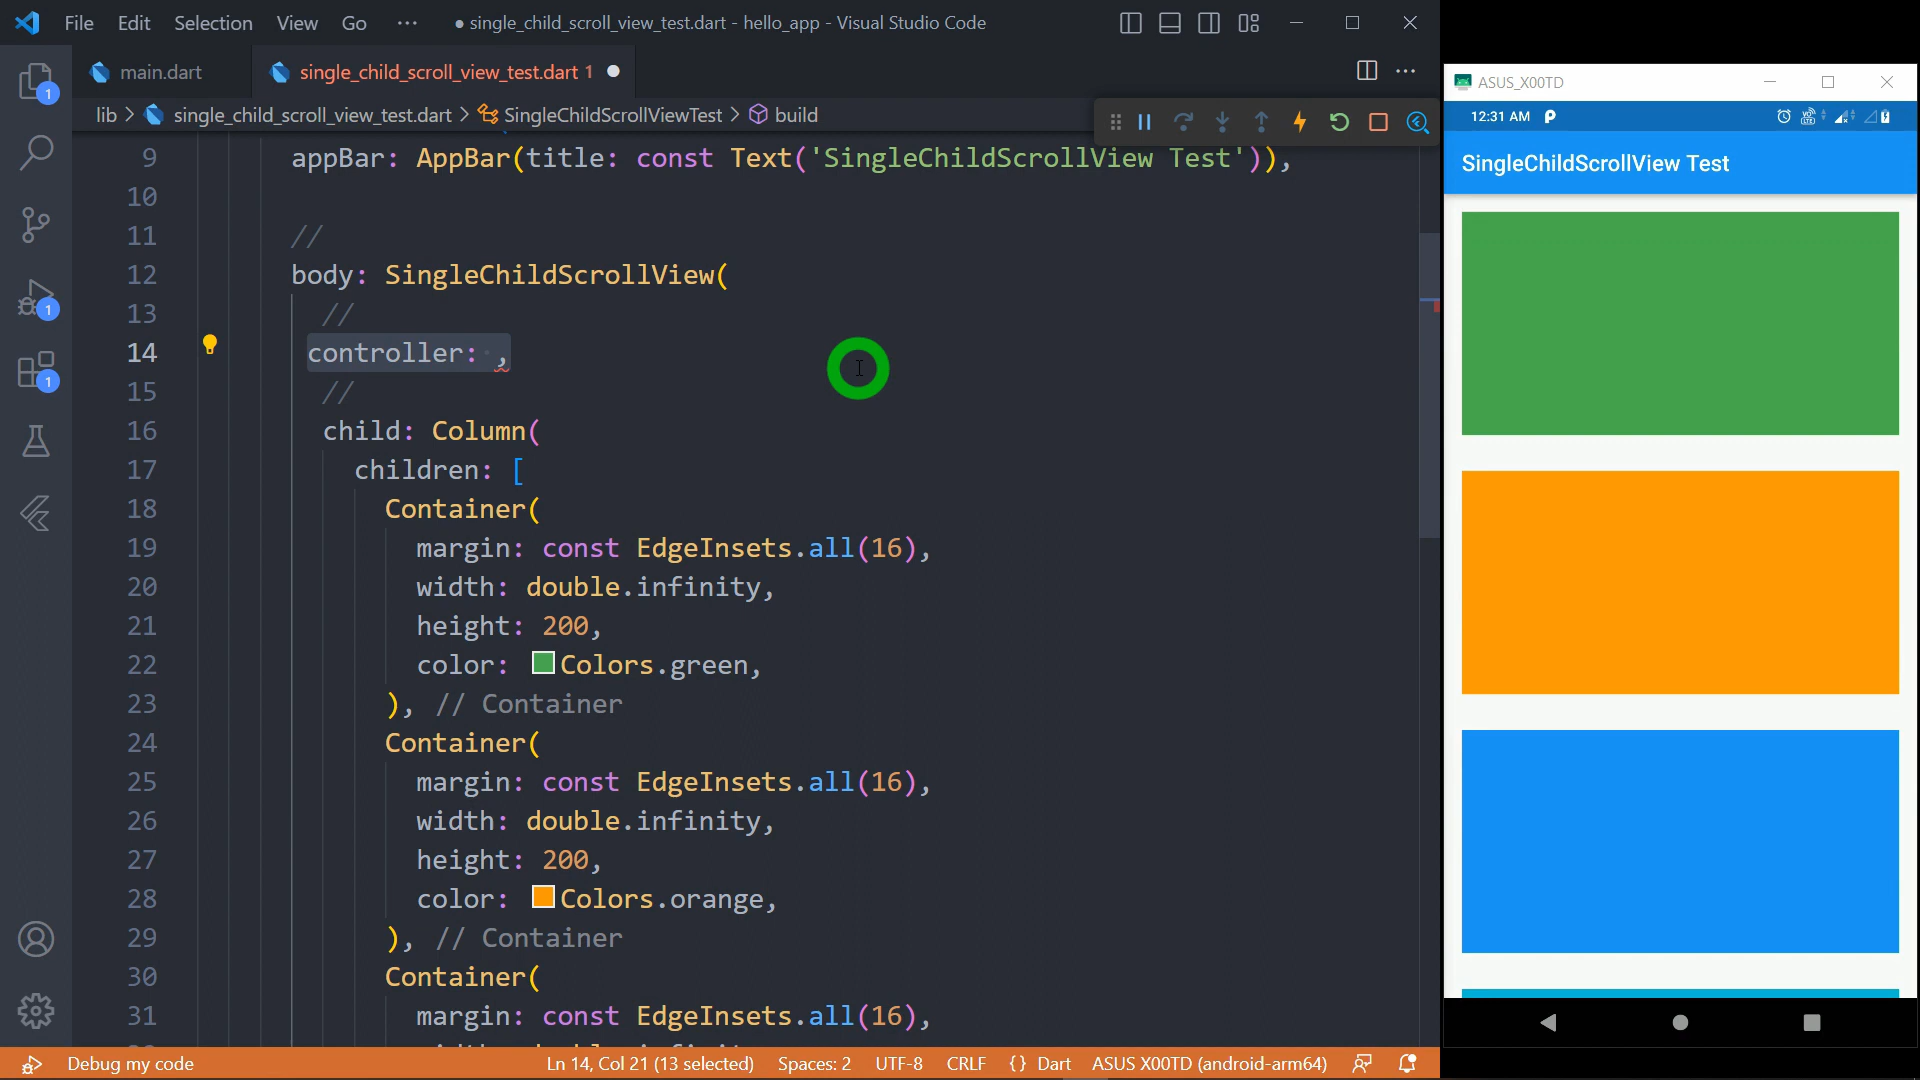 File Edit Selection View Go ··· ● single_child_scroll_view_test.dart - hello_app - Visual Studio Code
main.dart single_child_scroll_view_test.dart 1 ●
lib > single_child_scroll_view_test.dart > SingleChildScrollViewTest > build
9 appBar: AppBar(title: const Text('SingleChildScrollView Test')),
10
11 //
12 body: SingleChildScrollView(
13 //
14 controller: ,
15 //
16 child: Column(
17 children: [
18 Container(
19 margin: const EdgeInsets.all(16),
20 width: double.infinity,
21 height: 200,
22 color: Colors.green,
23 ), // Container
24 Container(
25 margin: const EdgeInsets.all(16),
26 width: double.infinity,
27 height: 200,
28 color: Colors.orange,
29 ), // Container
30 Container(
31 margin: const EdgeInsets.all(16),
1
1
1
Debug my code Ln 14, Col 21 (13 selected) Spaces: 2 UTF-8 CRLF {} Dart ASUS X00TD (android-arm64)
ASUS_X00TD
12:31 AM
SingleChildScrollView Test